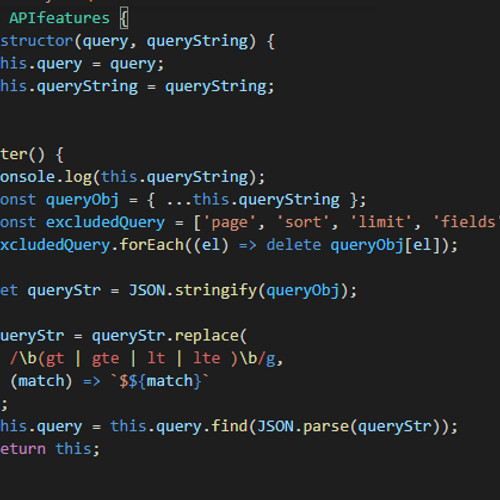 APIfeatures {
structor(query, queryString) {
his.query = query;
his.queryString = queryString;
ter() {
onsole.log(this.queryString);
onst queryObj = { ...this.queryString };
onst excludedQuery = ['page', 'sort', 'limit', 'fields'
xcludedQuery.forEach((el) => delete queryObj[el]);
et queryStr = JSON.stringify(queryObj);
ueryStr = queryStr.replace(
/\b(gt | gte | lt | lte )\b/g,
(match) => `$${match}`
;
his.query = this.query.find(JSON.parse(queryStr));
eturn this;